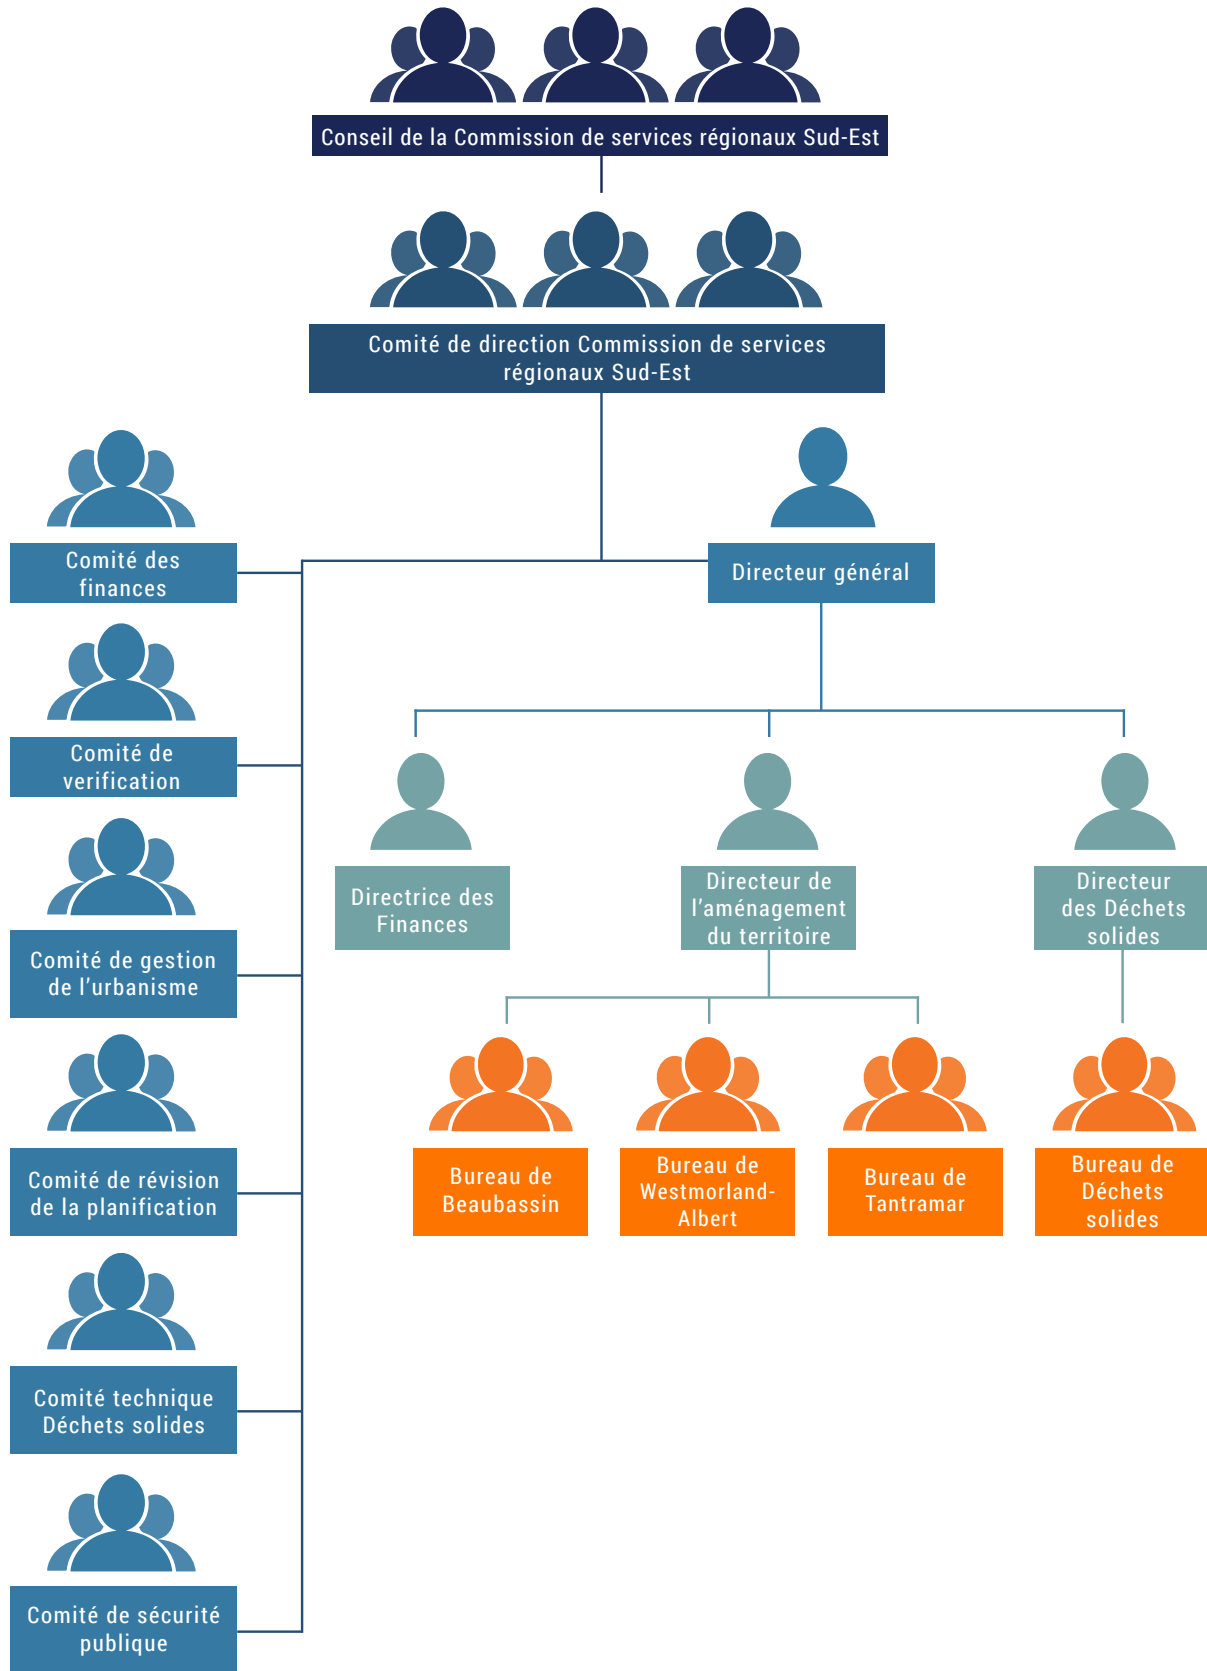 Conseil de la Commission de services régionaux Sud-Est
Comité de direction Commission de services
régionaux Sud-Est
Comité des
finances
Directeur général
Comité de
verification
Directrice des
Finances
Directeur de
l’aménagement
du territoire
Directeur
des Déchets
solides
Comité de gestion
de l’urbanisme
Comité de révision
de la planification
Bureau de
Beaubassin
Bureau de
Westmorland-
Albert
Bureau de
Tantramar
Bureau de
Déchets
solides
Comité technique
Déchets solides
Comité de sécurité
publique